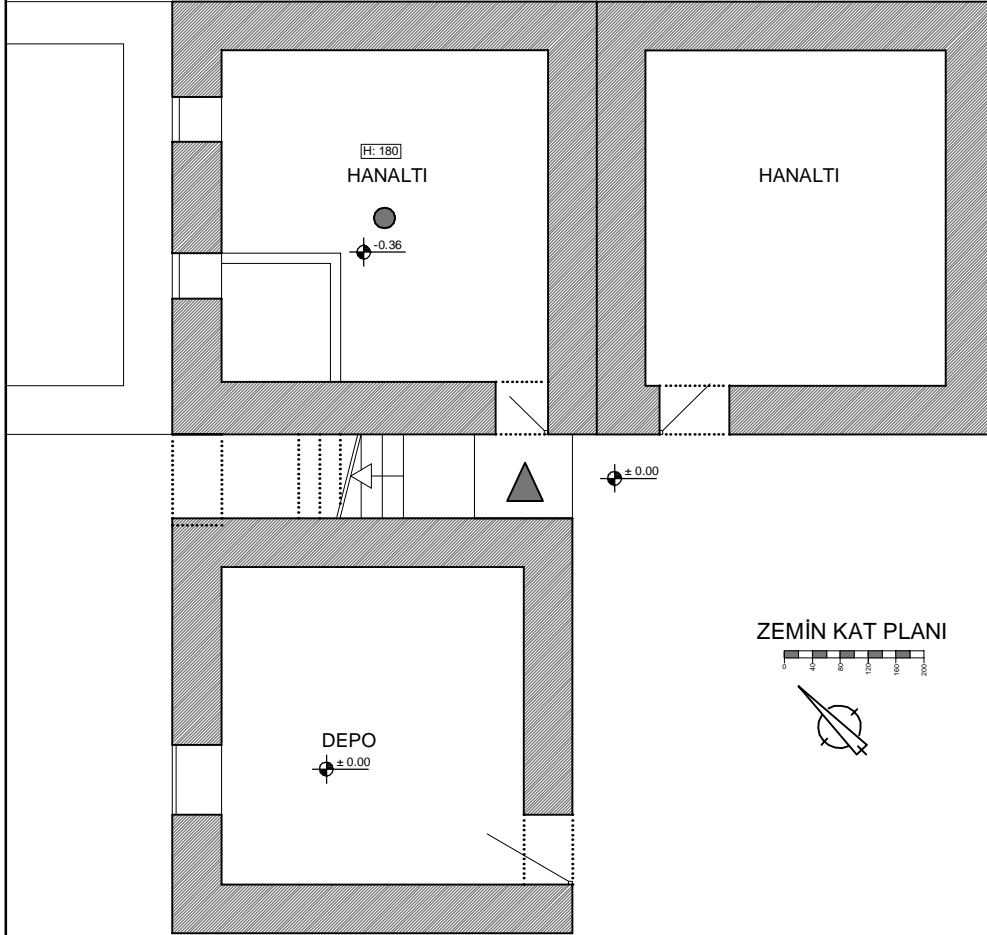 H: 180
HANALTI
HANALTI
-0.36
± 0.00
ZEMİN KAT PLANI
0 40 80 120 160 200
DEPO
± 0.00